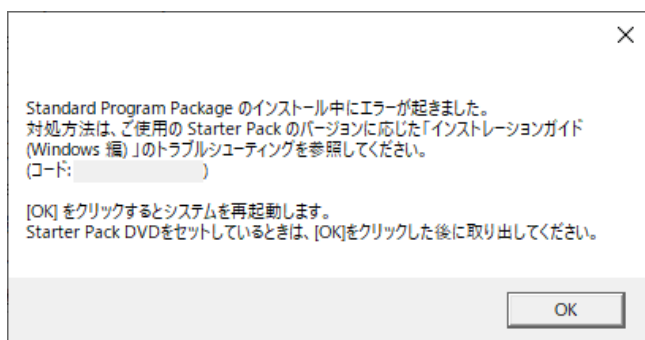 Standard Program Package のインストール中にエラーが起きました。
対処方法は、ご使用の Starter Pack のバージョンに応じた「インストレーションガイド
(Windows 編) 」のトラブルシューティングを参照してください。
(コード: )
[OK] をクリックするとシステムを再起動します。
Starter Pack DVDをセットしているときは、[OK]をクリックした後に取り出してください。
OK